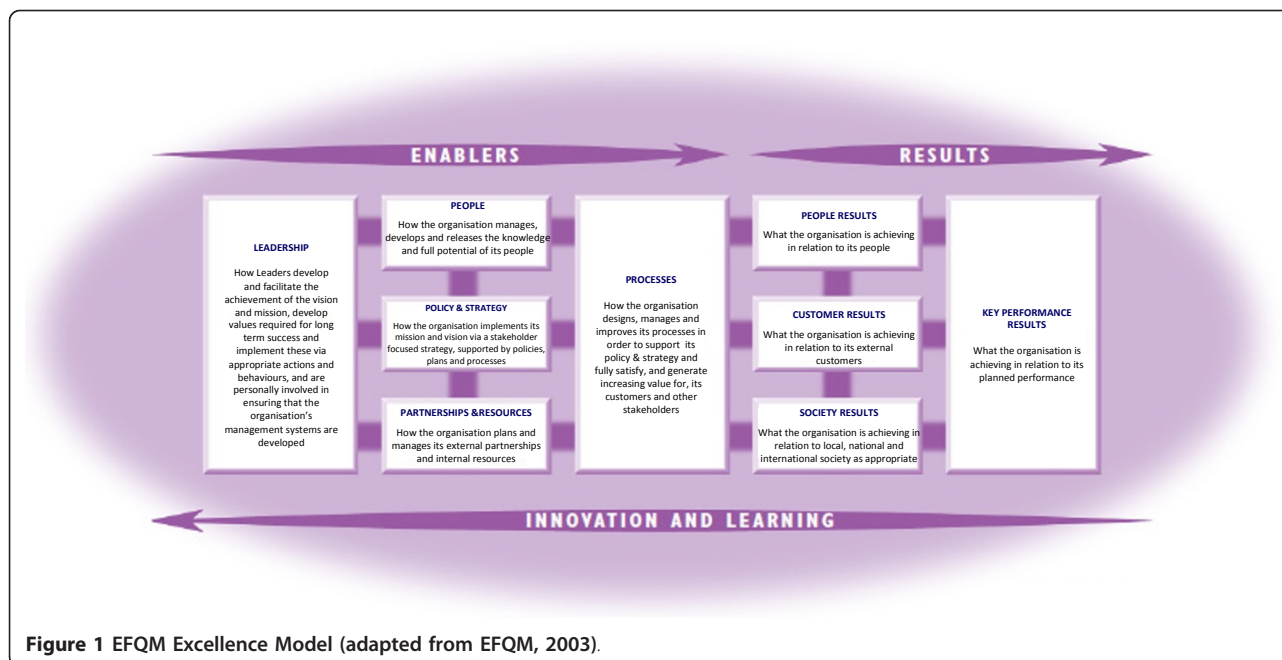 ENABLERS
RESULTS
LEADERSHIP
How Leaders develop
and facilitate the
achievement of the vision
and mission, develop
values required for long
term success and
implement these via
appropriate actions and
behaviours, and are
personally involved in
ensuring that the
organisation's
management systems are
developed
PEOPLE
How the organisation manages,
develops and releases the knowledge
and full potential of its people
POLICY & STRATEGY
How the organisation implements its
mission and vision via a stakeholder
focused strategy, supported by policies,
plans and processes
PARTNERSHIPS &RESOURCES
How the organisation plans and
manages its external partnerships
and internal resources
PROCESSES
How the organisation
designs, manages and
improves its processes in
order to support its
policy & strategy and
fully satisfy, and generate
increasing value for, its
customers and other
stakeholders
PEOPLE RESULTS
What the organisation is achieving
in relation to its people
CUSTOMER RESULTS
What the organisation is achieving
in relation to its external
customers
SOCIETY RESULTS
What the organisation is achieving in
relation to local, national and
international society as appropriate
KEY PERFORMANCE
RESULTS
What the organisation is
achieving in relation to its
planned performance
INNOVATION AND LEARNING
Figure 1 EFQM Excellence Model (adapted from EFQM, 2003).